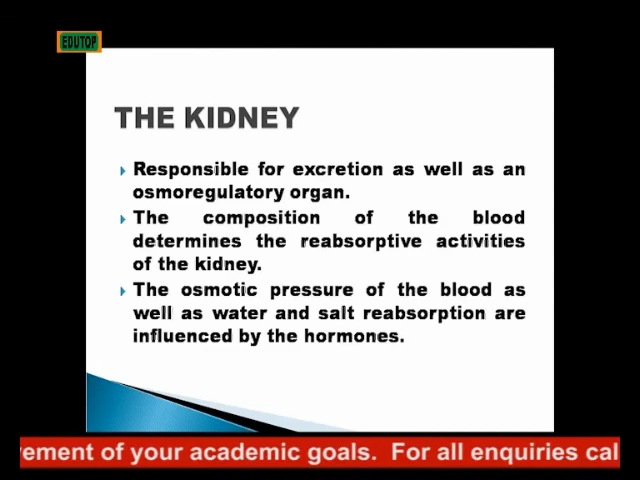 EDUTOP
THE KIDNEY
Responsible for excretion as well as an
osmoregulatory organ.
The composition of the blood
determines the reabsorptive activities
of the kidney.
The osmotic pressure of the blood as
well as water and salt reabsorption are
influenced by the hormones.
of your academic goals. For all enquiries